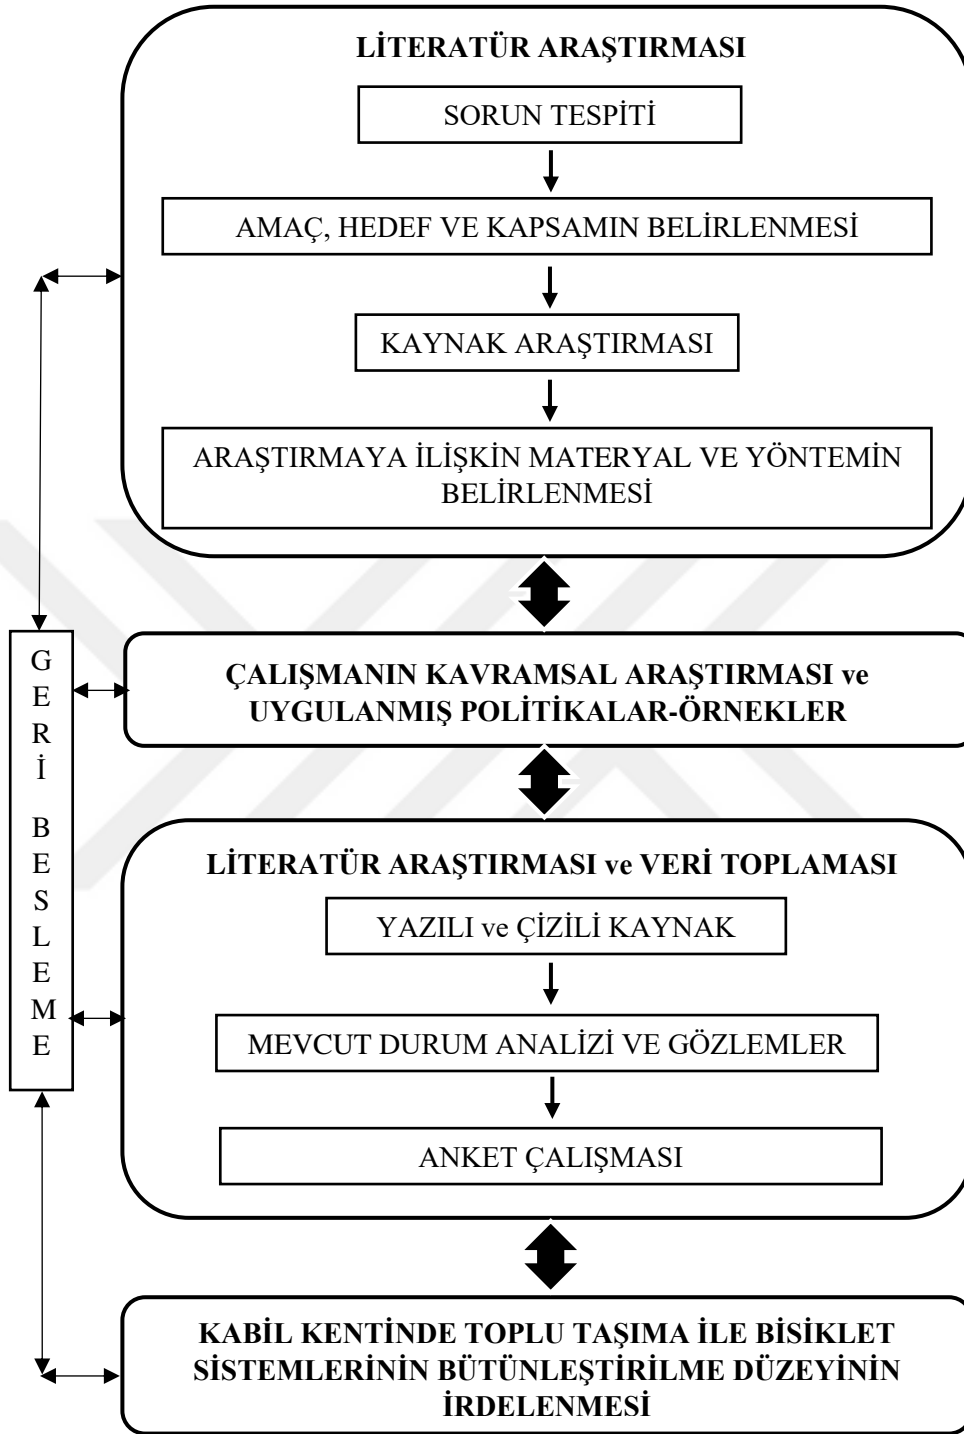 LİTERATÜR ARAŞTIRMASI
SORUN TESPİTİ
AMAÇ, HEDEF VE KAPSAMIN BELİRLENMESİ
KAYNAK ARAŞTIRMASI
ARAŞTIRMAYA İLİŞKİN MATERYAL VE YÖNTEMİN
BELİRLENMESİ
GERİ BESLEME
ÇALIŞMANIN KAVRAMSAL ARAŞTIRMASI ve
UYGULANMIŞ POLİTİKALAR-ÖRNEKLER
LİTERATÜR ARAŞTIRMASI ve VERİ TOPLAMASI
YAZILI ve ÇİZİLİ KAYNAK
MEVCUT DURUM ANALİZİ VE GÖZLEMLER
ANKET ÇALIŞMASI
KABİL KENTİNDE TOPLU TAŞIMA İLE BİSİKLET
SİSTEMLERİNİN BÜTÜNLEŞTİRİLME DÜZEYİNİN
İRDELENMESİ